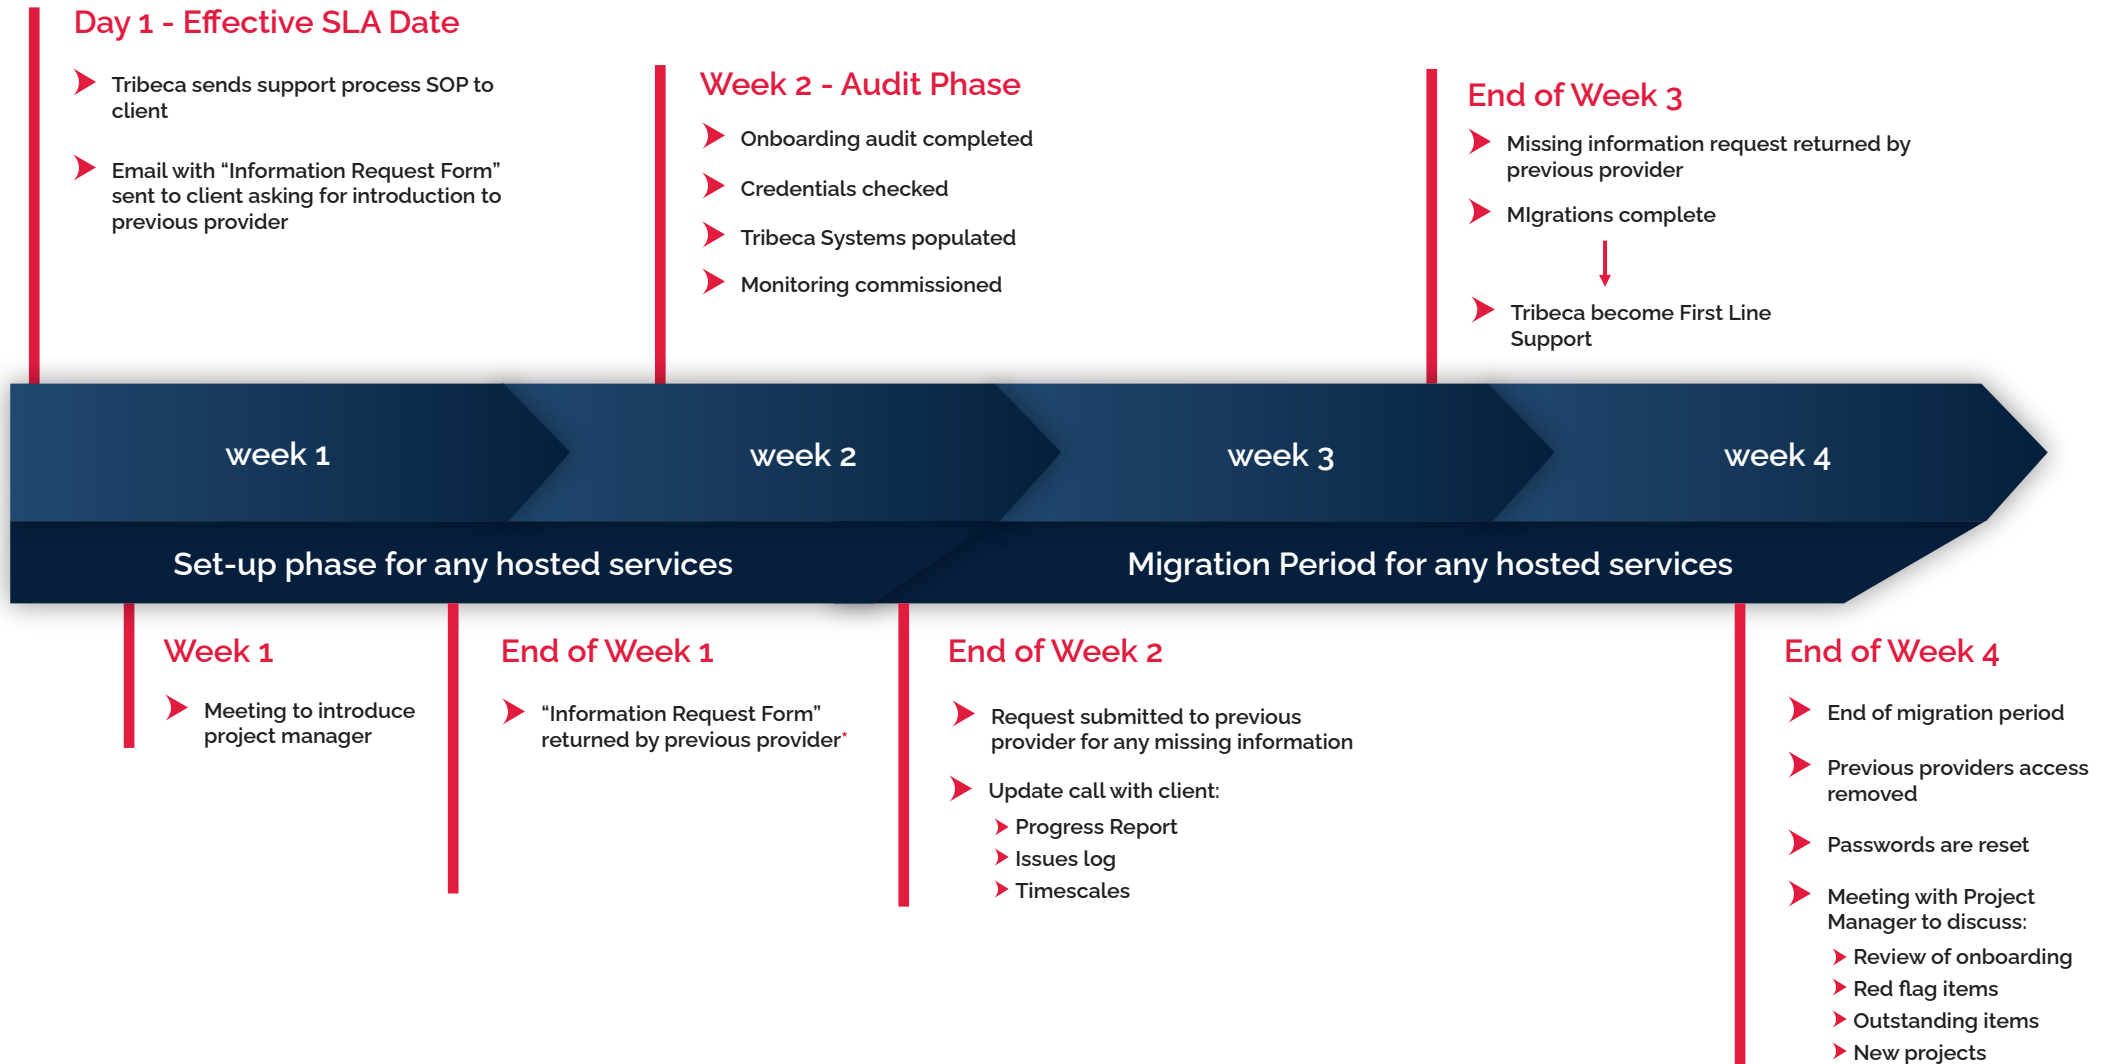 Day 1 - Effective SLA Date
Tribeca sends support process SOP to
client
Email with “Information Request Form”
sent to client asking for introduction to
previous provider
Week 2 - Audit Phase
Onboarding audit completed
Credentials checked
Tribeca Systems populated
Monitoring commissioned
End of Week 3
Missing information request returned by
previous provider
MIgrations complete
Tribeca become First Line
Support
week 1
week 2
week 3
week 4
Set-up phase for any hosted services
Migration Period for any hosted services
Week 1
Meeting to introduce
project manager
End of Week 1
“Information Request Form”
returned by previous provider*
End of Week 2
Request submitted to previous
provider for any missing information
Update call with client:
Progress Report
Issues log
Timescales
End of Week 4
End of migration period
Previous providers access
removed
Passwords are reset
Meeting with Project
Manager to discuss:
Review of onboarding
Red flag items
Outstanding items
New projects